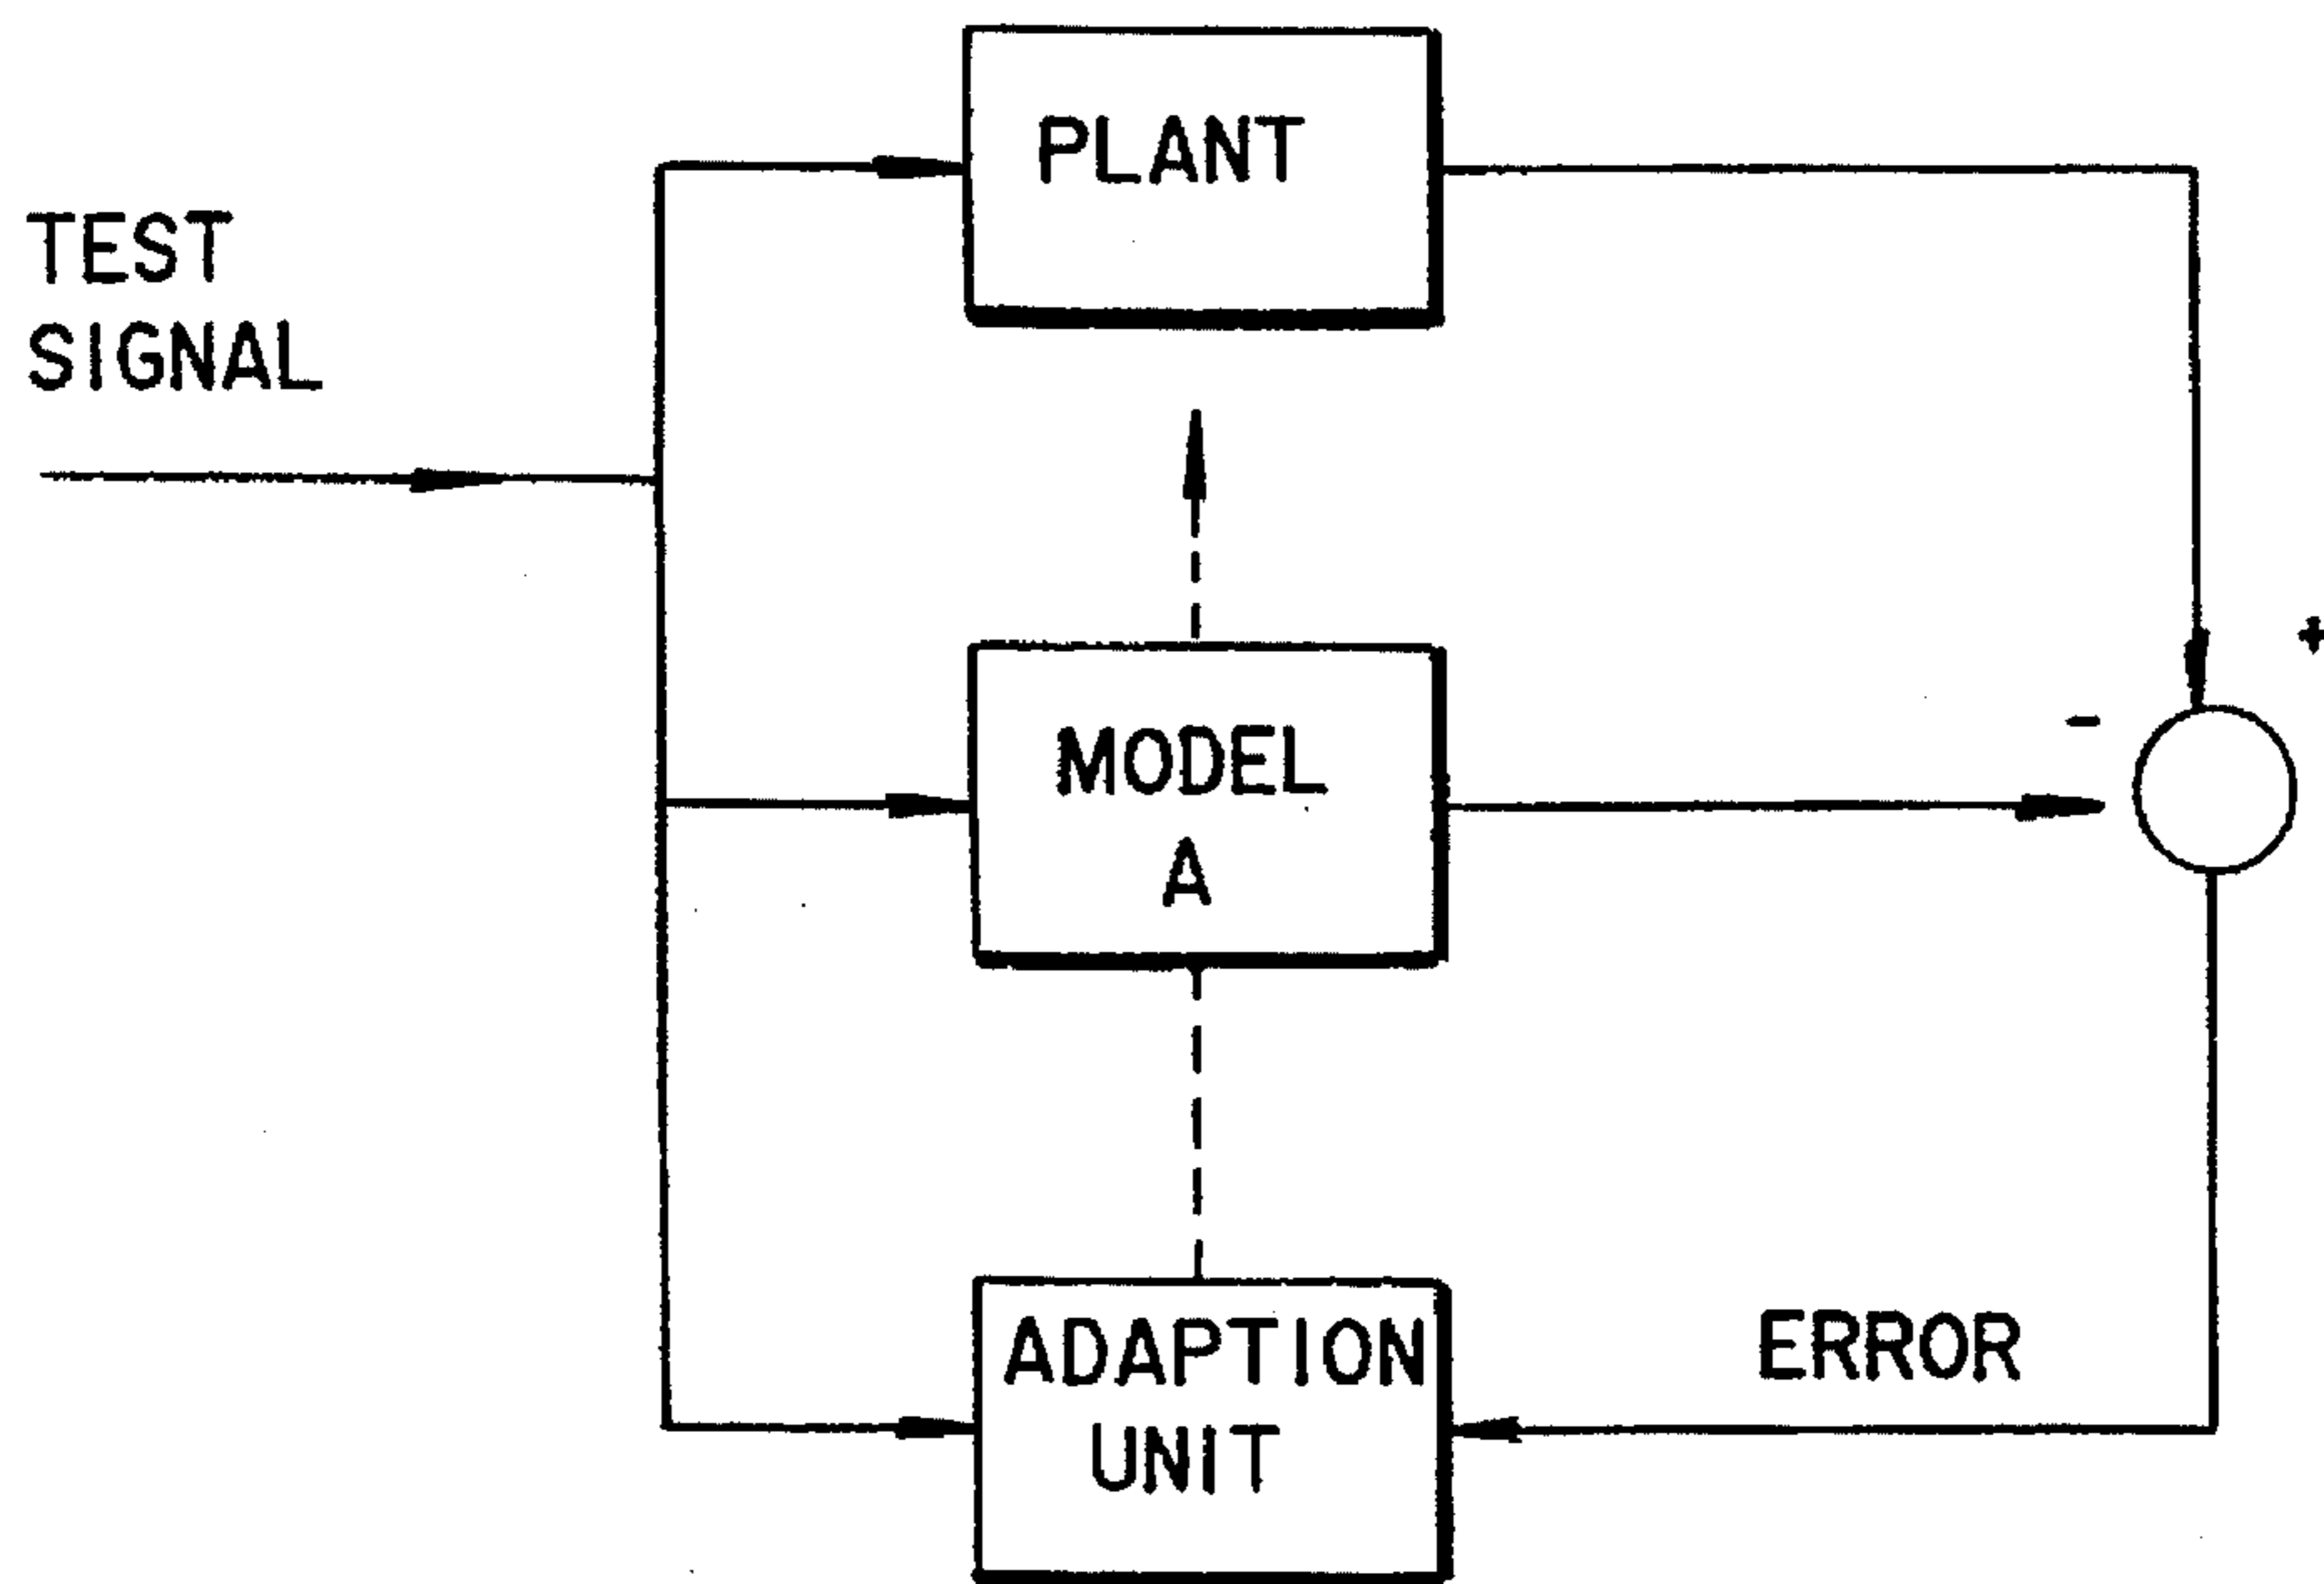 PLANT
TEST
SIGNAL
+
-
MODEL
A
ADAPTION
UNIT
ERROR